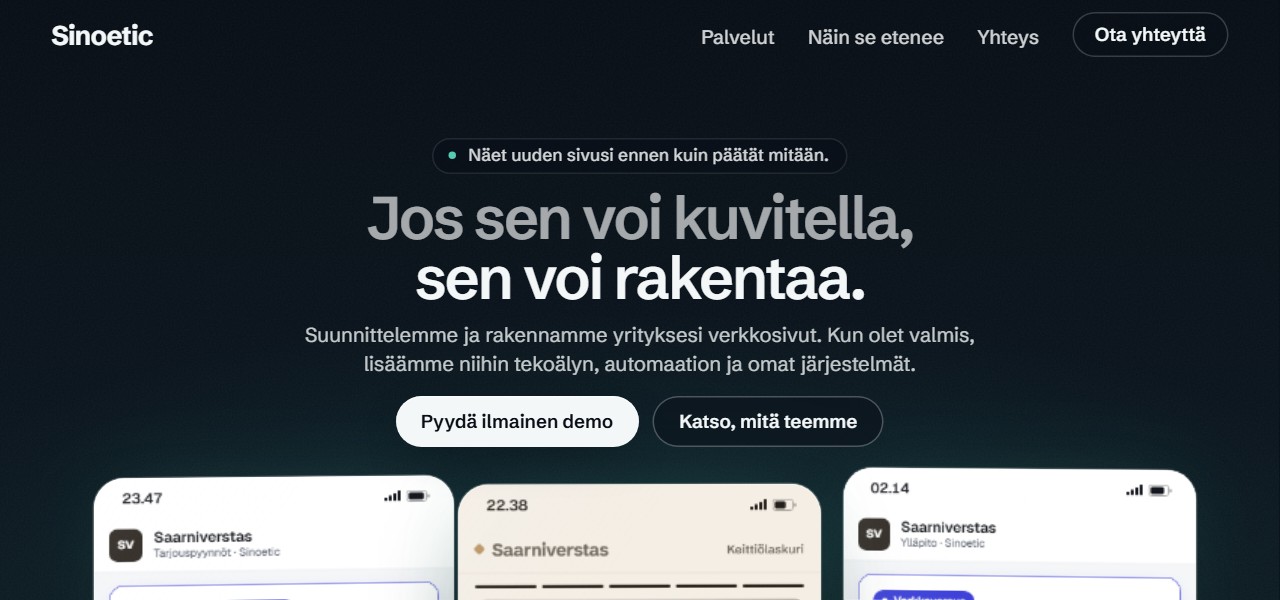 Sinoetic
Palvelut
Näin se etenee
Yhteys
Ota yhteyttä
Näet uuden sivusi ennen kuin päätät mitään.
Jos sen voi kuvitella,
sen voi rakentaa.
Suunnittelemme ja rakennamme yrityksesi verkkosivut. Kun olet valmis,
lisäämme niihin tekoälyn, automaation ja omat järjestelmät.
Pyydä ilmainen demo
Katso, mitä teemme
23.47
SV
Saarniverstas
Tarjouspyynnöt · Sinoetic
22.38
Saarniverstas
Keittiölaskuri
02.14
SV
Saarniverstas
Ylläpito · Sinoetic